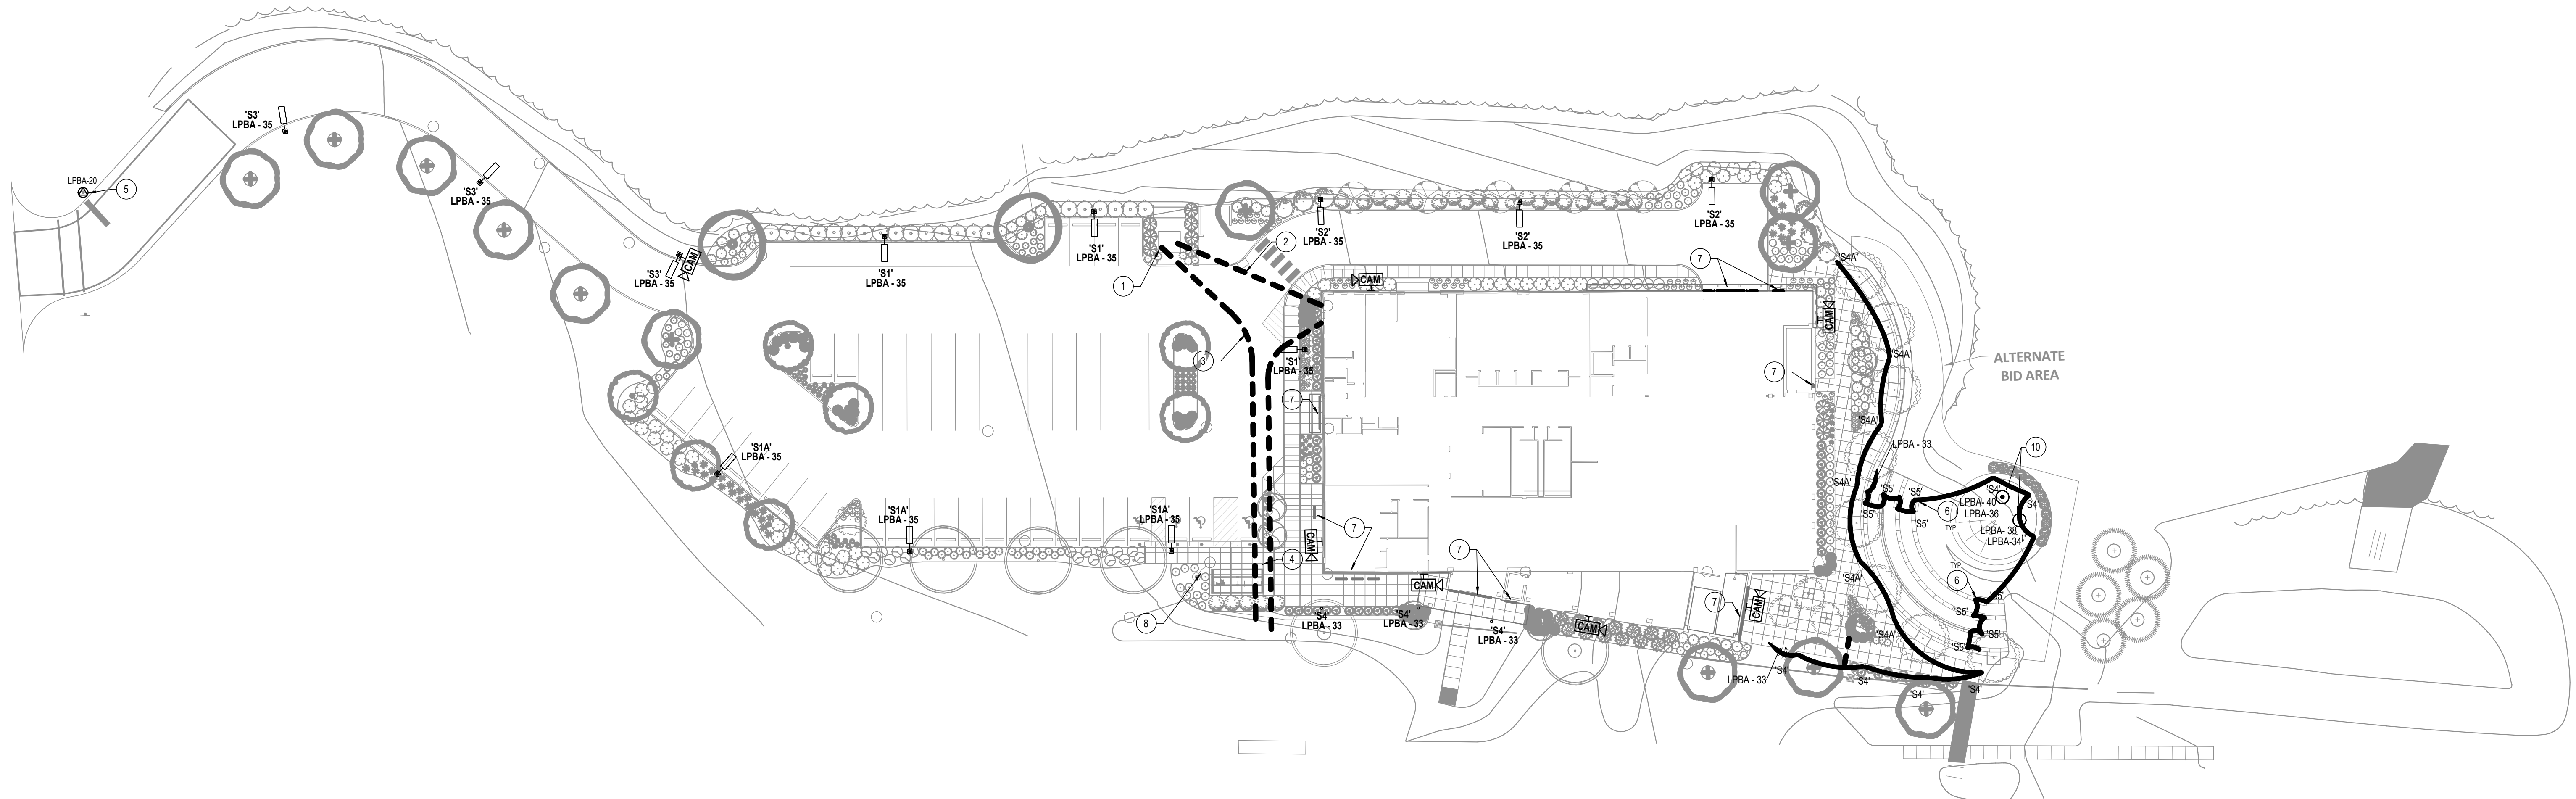 'S3'
LPBA - 35
LPBA-20
5
'S3'
LPBA - 35
'S3'
LPBA - 35
CAM
'S1'
LPBA - 35
'S1'
LPBA - 35
1
2
3
'S2'
LPBA - 35
'S2'
LPBA - 35
'S2'
LPBA - 35
CAM
7
CAM
'S4A'
'S1'
LPBA - 35
7
7
'S4A'
ALTERNATE
BID AREA
'S4A'
LPBA - 33
10
'S1A'
LPBA - 35
'S1A'
LPBA - 35
'S1A'
LPBA - 35
7
CAM
4
'S4A'
'S5'
'S5'
'S5'
'S5'
6
TYP.
'S4'
LPBA- 40
LPBA-36
'S4'
LPBA- 38
LPBA-34
TYP.
6
8
CAM
7
7
CAM
CAM
'S4'
LPBA - 33
'S4'
LPBA - 33
'S4'
LPBA - 33
'S4A'
'S4A'
'S5'
'S5'
'S5'
'S5'
LPBA - 33
'S4'
'S4'
'S4'
'S4'